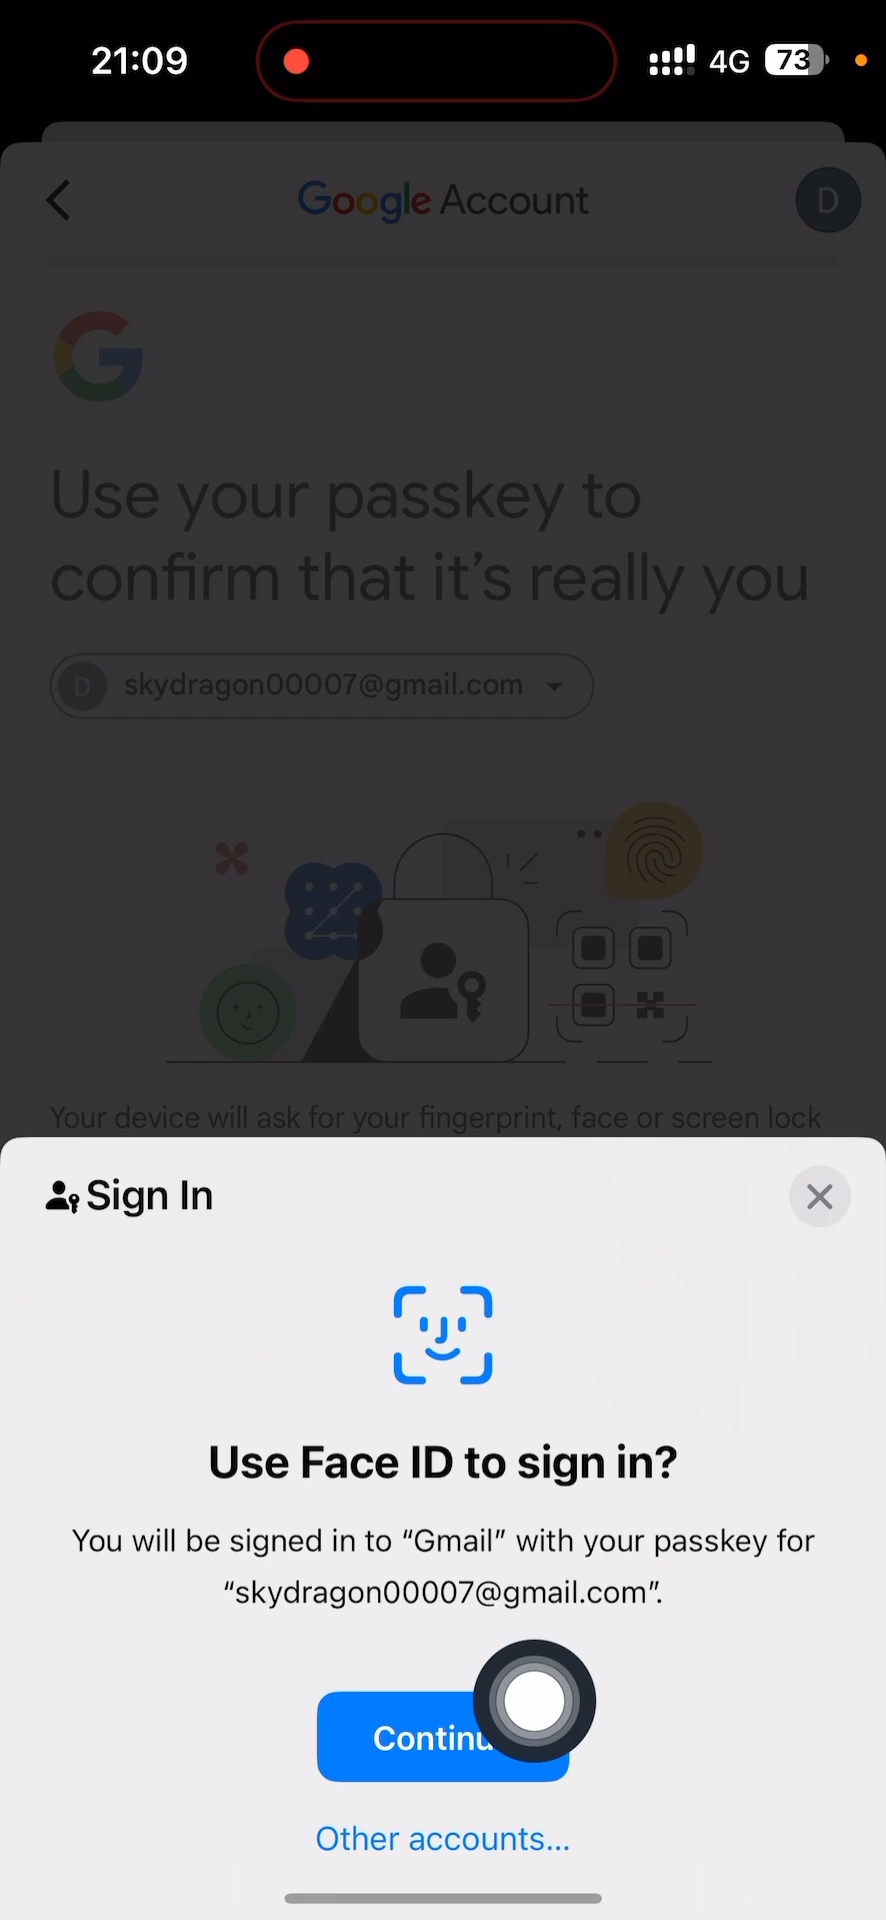 21:09
4G
73
Google Account
D
Use your passkey to
confirm that it’s really you
D skydragon00007@gmail.com
Your device will ask for your fingerprint, face or screen lock
Sign In
Use Face ID to sign in?
You will be signed in to “Gmail” with your passkey for
“skydragon00007@gmail.com”.
Continu
Other accounts...